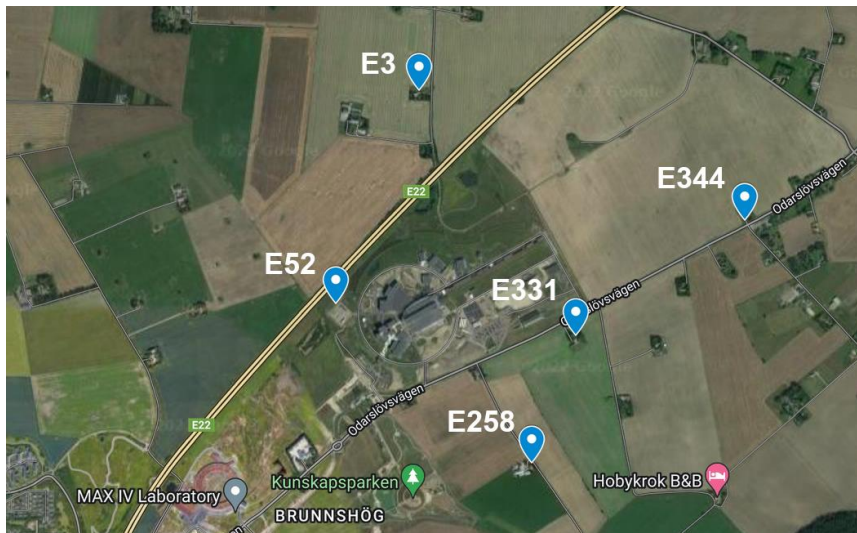 E3
E344
Odarslövsvägen
E22
E52
E331
Odarslövsvägen
E22
Odarslövsvägen
E258
MAX IV Laboratory
Kunskapsparken
Hobykrok B&B
BRUNNSHÖG